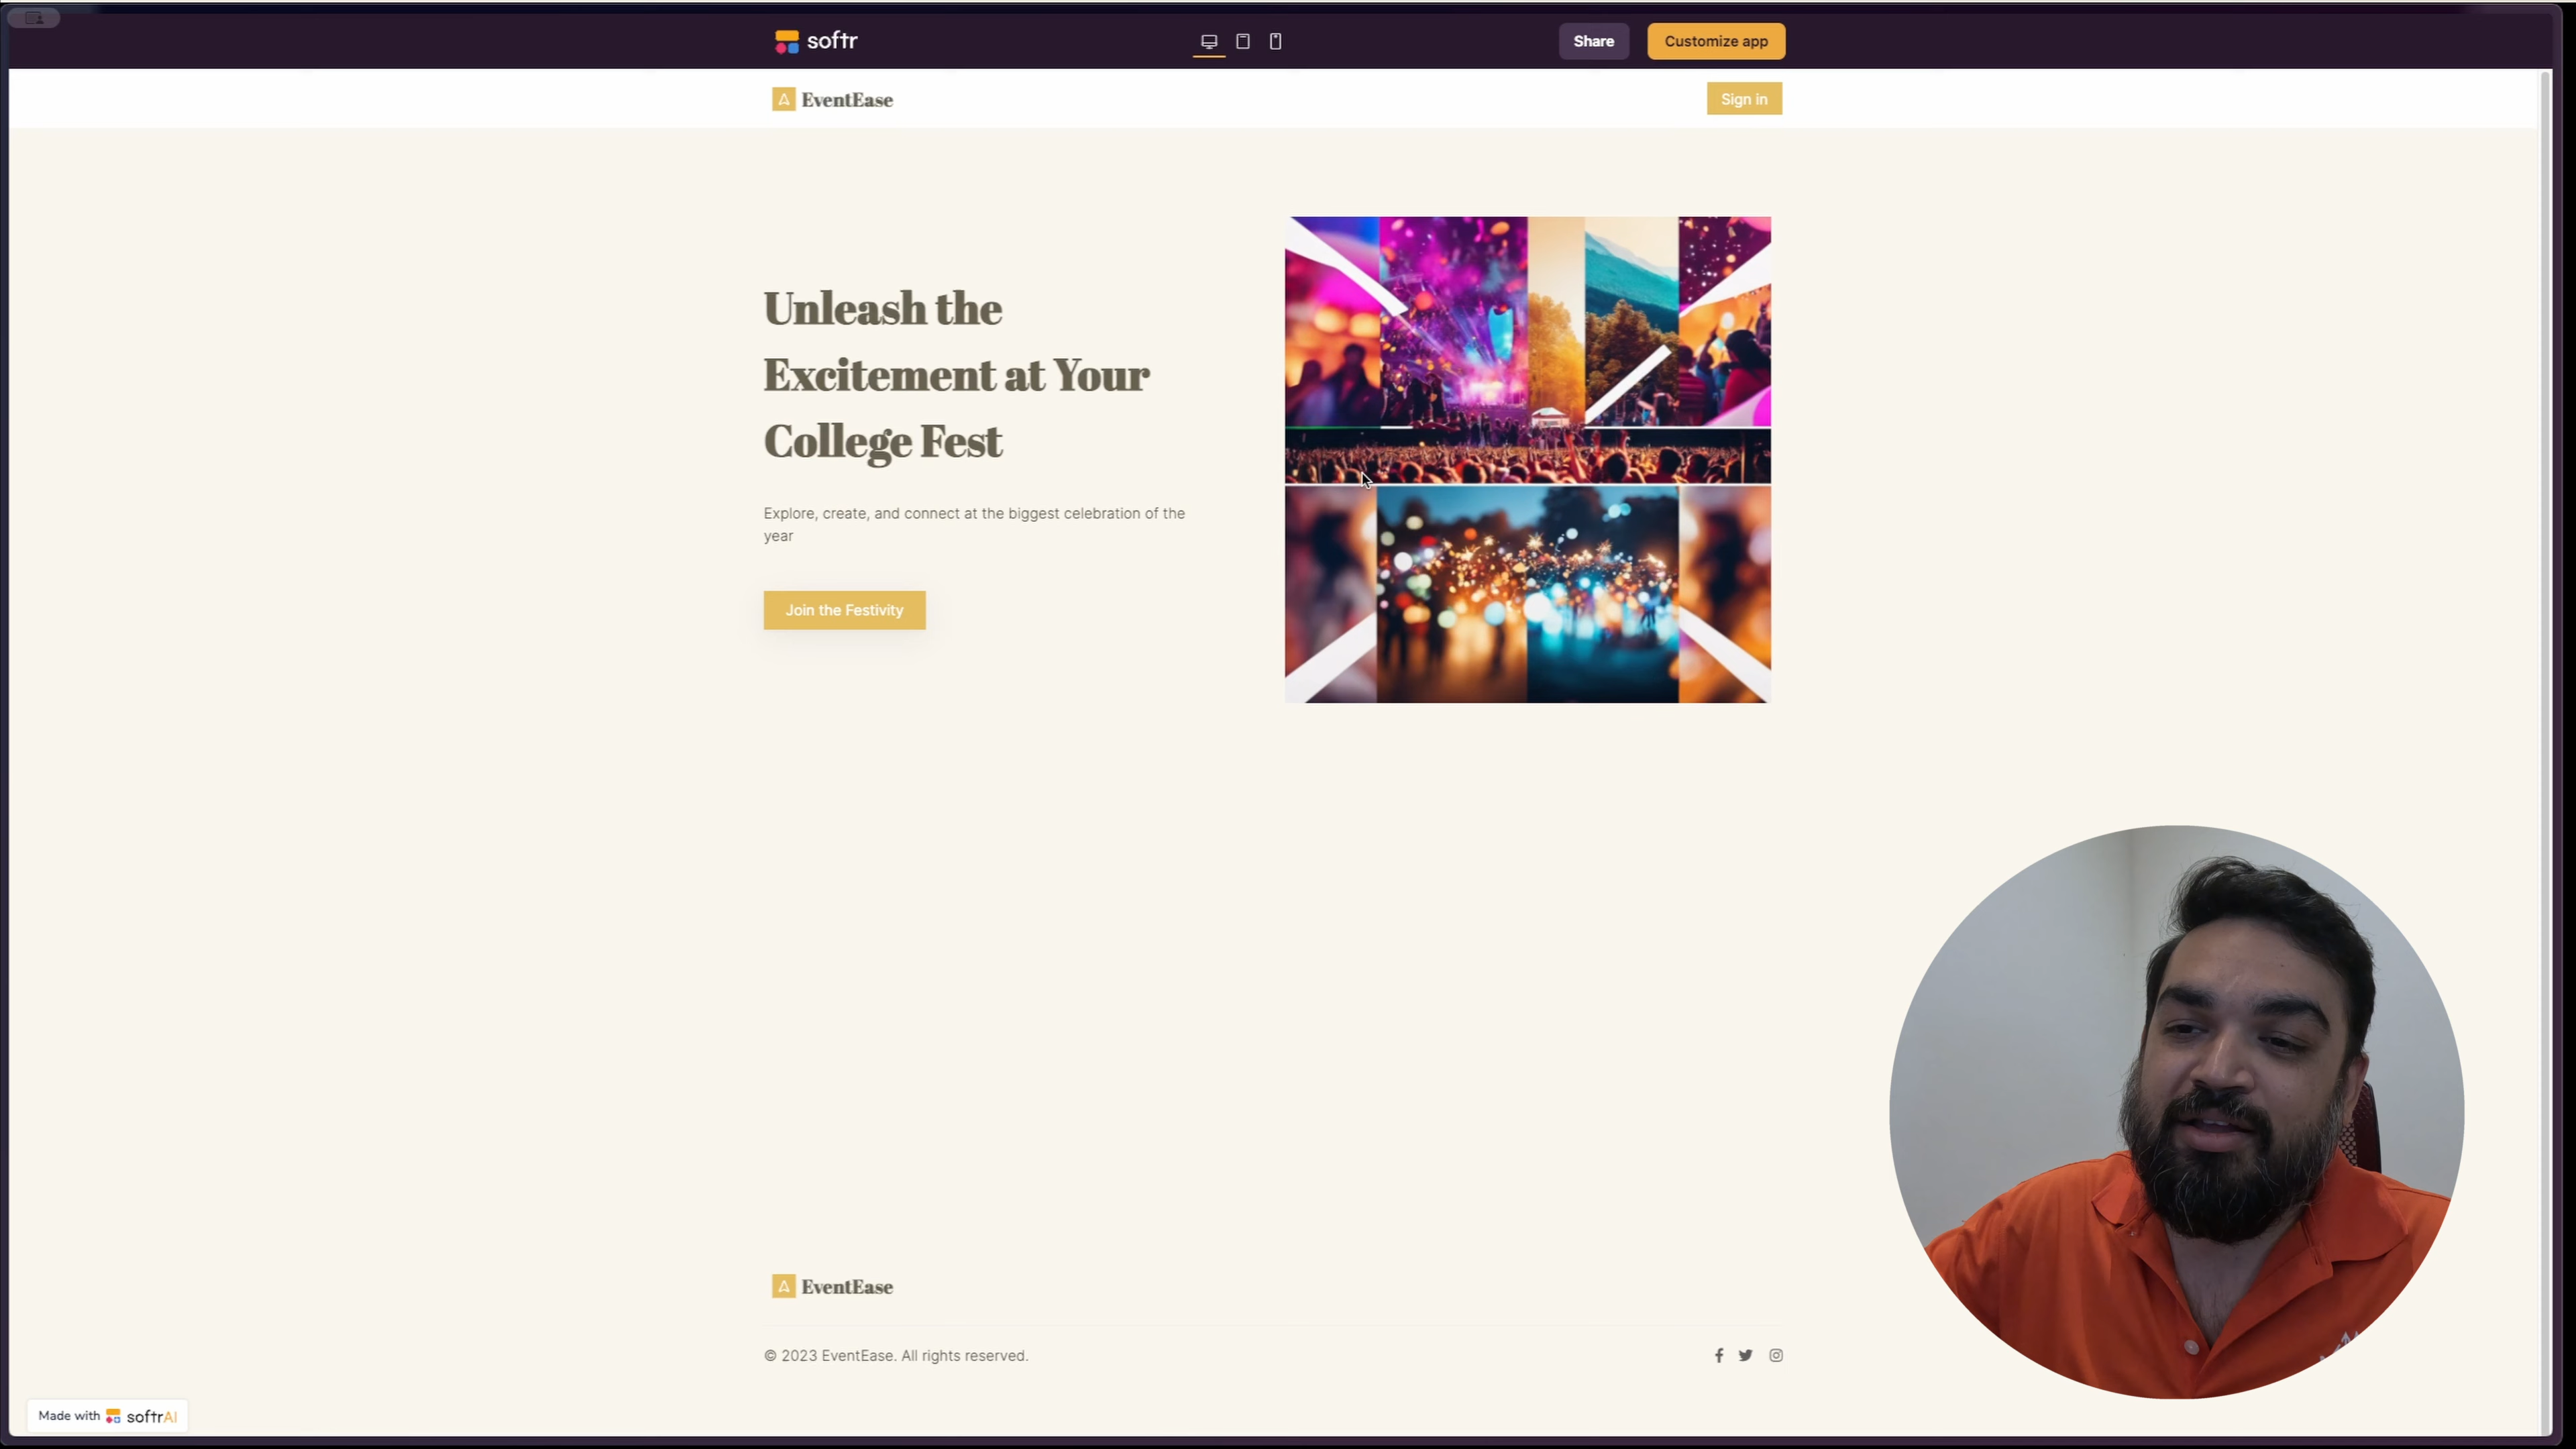 softr
Share
Customize app
A EventEase
Sign in
Unleash the
Excitement at Your
College Fest
Explore, create, and connect at the biggest celebration of the
year
Join the Festivity
A EventEase
© 2023 EventEase. All rights reserved.
Made with softrAI